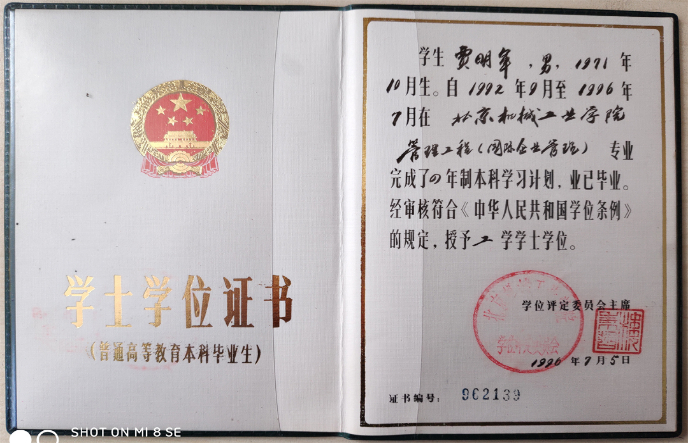 学士学位证书
(普通高等教育本科毕业生)
学生 贾明军，男，1971 年
10月生。自 1992 年 9月至 1996 年
7月在 北京机械工业学院
管理工程(国际企业管理) 专业
完成了四年制本科学习计划，业已毕业。
经审核符合《中华人民共和国学位条例》
的规定，授予 工 学学士学位。
学位评定委员会主席
1996 年 7 月 5 日
证书编号： 962139
SHOT ON MI 8 SE